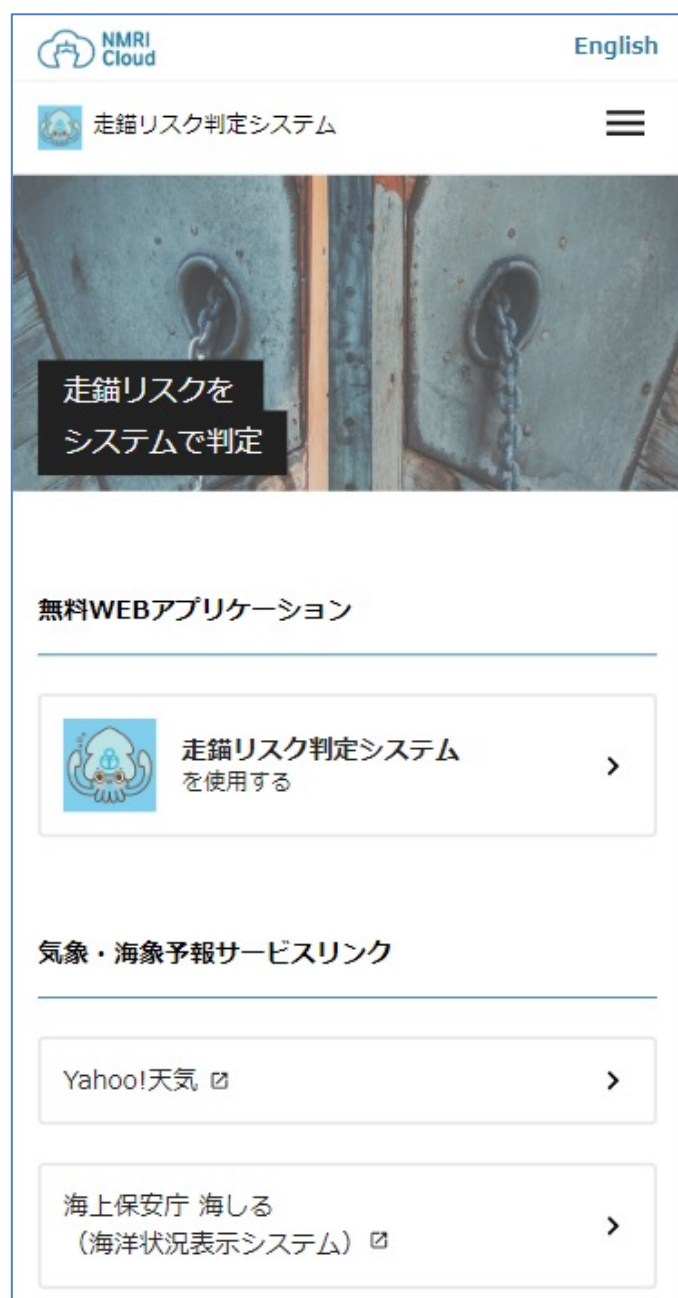 NMRI
Cloud
English
走錨リスク判定システム
走錨リスクを
システムで判定
無料WEBアプリケーション
走錨リスク判定システム
を使用する
気象・海象予報サービスリンク
Yahoo!天気
海上保安庁 海しる
（海洋状況表示システム）